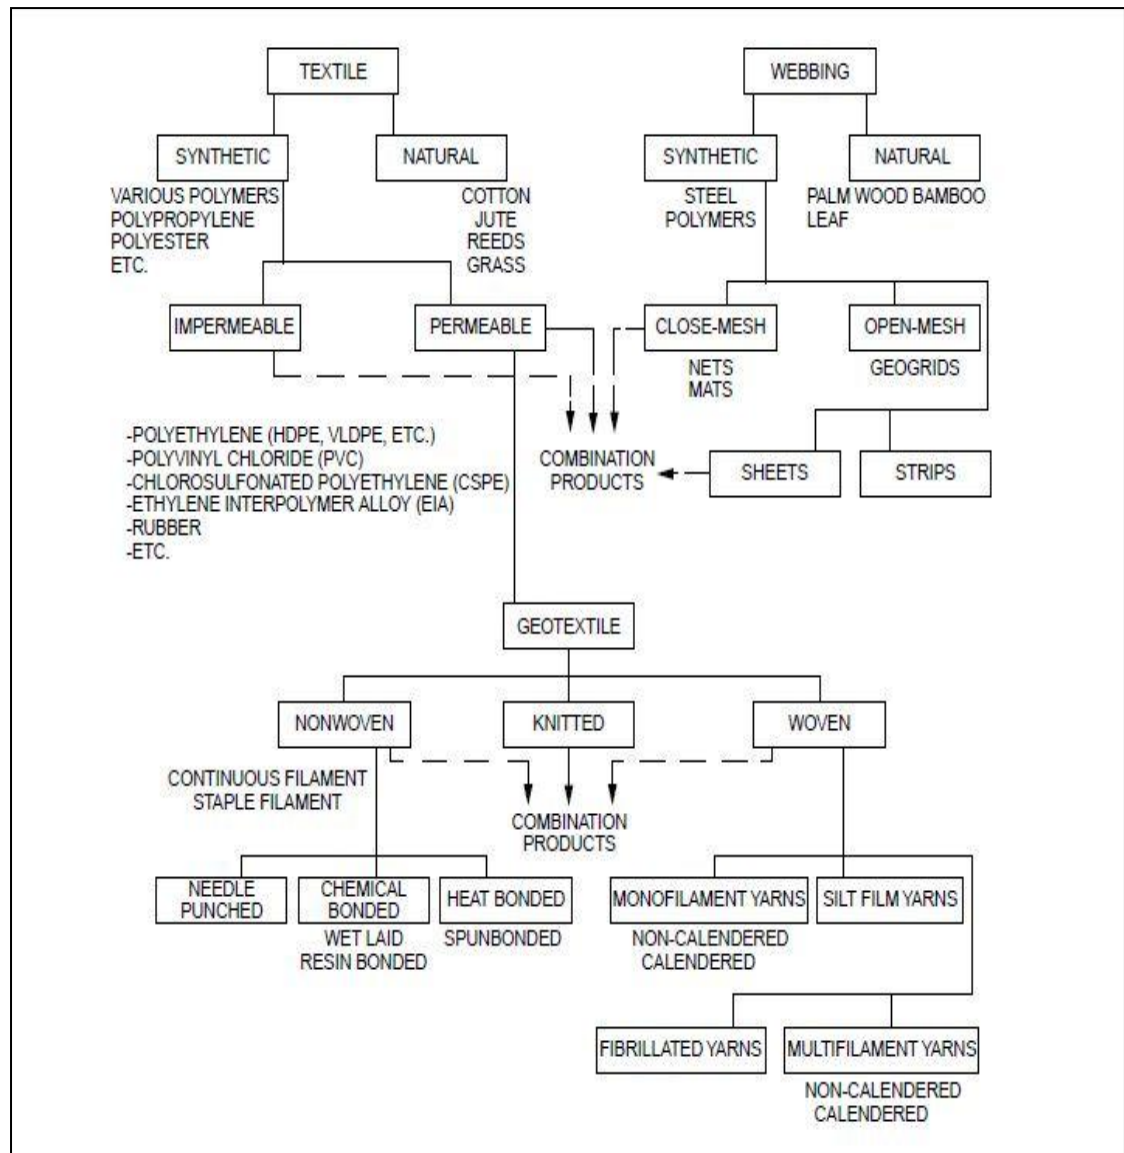 TEXTILE
WEBBING
SYNTHETIC
NATURAL
SYNTHETIC
NATURAL
VARIOUS POLYMERS
POLYPROPYLENE
POLYESTER
ETC.
COTTON
JUTE
REEDS
GRASS
STEEL
POLYMERS
PALM WOOD BAMBOO
LEAF
IMPERMEABLE
PERMEABLE
CLOSE-MESH
OPEN-MESH
NETS
MATS
GEOGRIDS
-POLYETHYLENE (HDPE, VLDPE, ETC.)
-POLYVINYL CHLORIDE (PVC)
-CHLOROSULFONATED POLYETHYLENE (CSPE)
-ETHYLENE INTERPOLYMER ALLOY (EIA)
-RUBBER
-ETC.
COMBINATION
PRODUCTS
SHEETS
STRIPS
GEOTEXTILE
NONWOVEN
KNITTED
WOVEN
CONTINUOUS FILAMENT
STAPLE FILAMENT
COMBINATION
PRODUCTS
NEEDLE
PUNCHED
CHEMICAL
BONDED
HEAT BONDED
MONOFILAMENT YARNS
SILT FILM YARNS
WET LAID
RESIN BONDED
SPUNBONDED
NON-CALENDERED
CALENDERED
FIBRILLATED YARNS
MULTIFILAMENT YARNS
NON-CALENDERED
CALENDERED